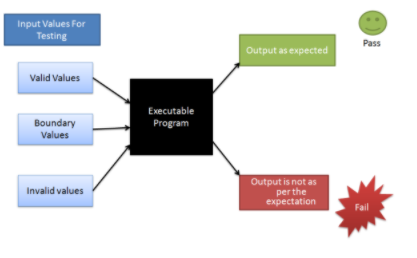 Input Values For
Testing
Pass
Output as expected
Valid Values
Executable
Program
Boundary
Values
Invalid values
Output is not as
per the
expectation
Fail